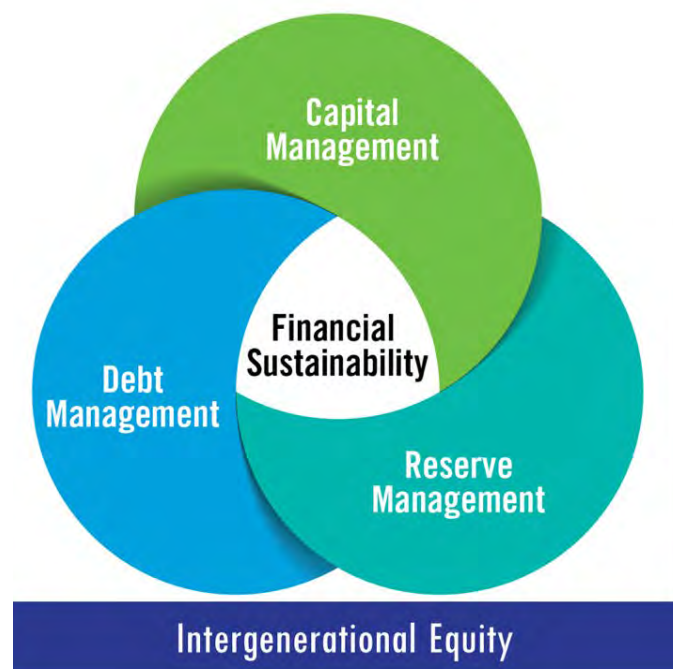 Capital
Management
Financial
Sustainability
Debt
Management
Reserve
Management
Intergenerational Equity